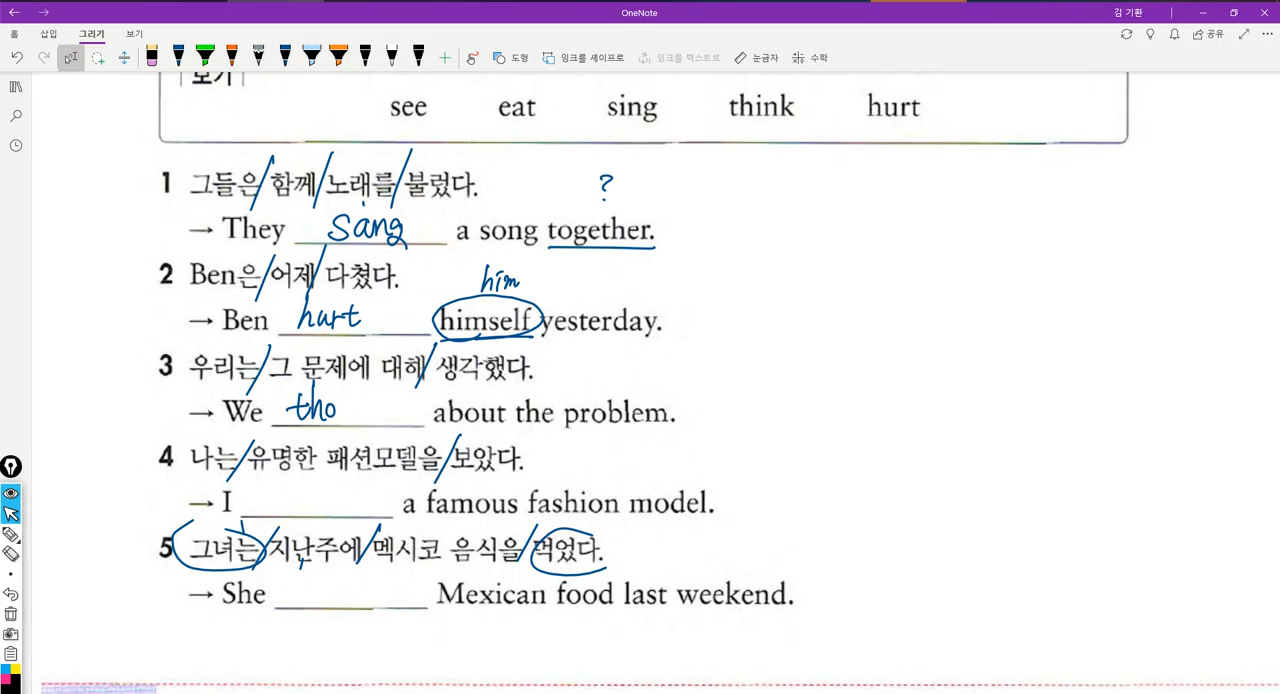 OneNote
김 기환
홈 삽입 그리기 보기
공유
도형 잉크를 셰이프로 잉크를 텍스트로 눈금자 수학
보기
see eat sing think hurt
1 그들은/함께/노래를/불렀다. ?
→ They sang a song together.
2 Ben은/어제/다쳤다. him
→ Ben hurt himself yesterday.
3 우리는/그 문제에 대해/생각했다.
→ We tho about the problem.
4 나는/유명한 패션모델을/보았다.
→ I a famous fashion model.
5 그녀는/지난주에/멕시코 음식을/먹었다.
→ She Mexican food last weekend.